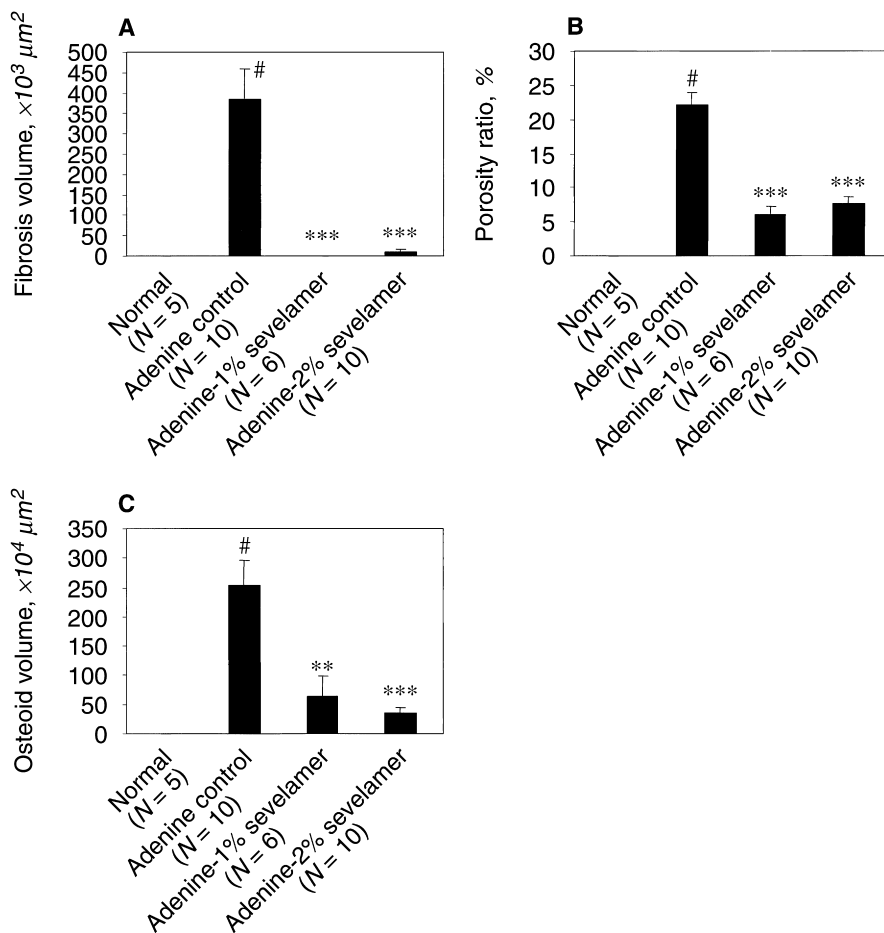 A
Fibrosis volume, ×10³ μm²
500
450
400
350
300
250
200
150
100
50
0
#
***
***
Normal
(N = 5)
Adenine control
(N = 10)
Adenine-1% sevelamer
(N = 6)
Adenine-2% sevelamer
(N = 10)
B
Porosity ratio, %
30
25
20
15
10
5
0
#
***
***
Normal
(N = 5)
Adenine control
(N = 10)
Adenine-1% sevelamer
(N = 6)
Adenine-2% sevelamer
(N = 10)
C
Osteoid volume, ×10⁴ μm²
350
300
250
200
150
100
50
0
#
**
***
Normal
(N = 5)
Adenine control
(N = 10)
Adenine-1% sevelamer
(N = 6)
Adenine-2% sevelamer
(N = 10)